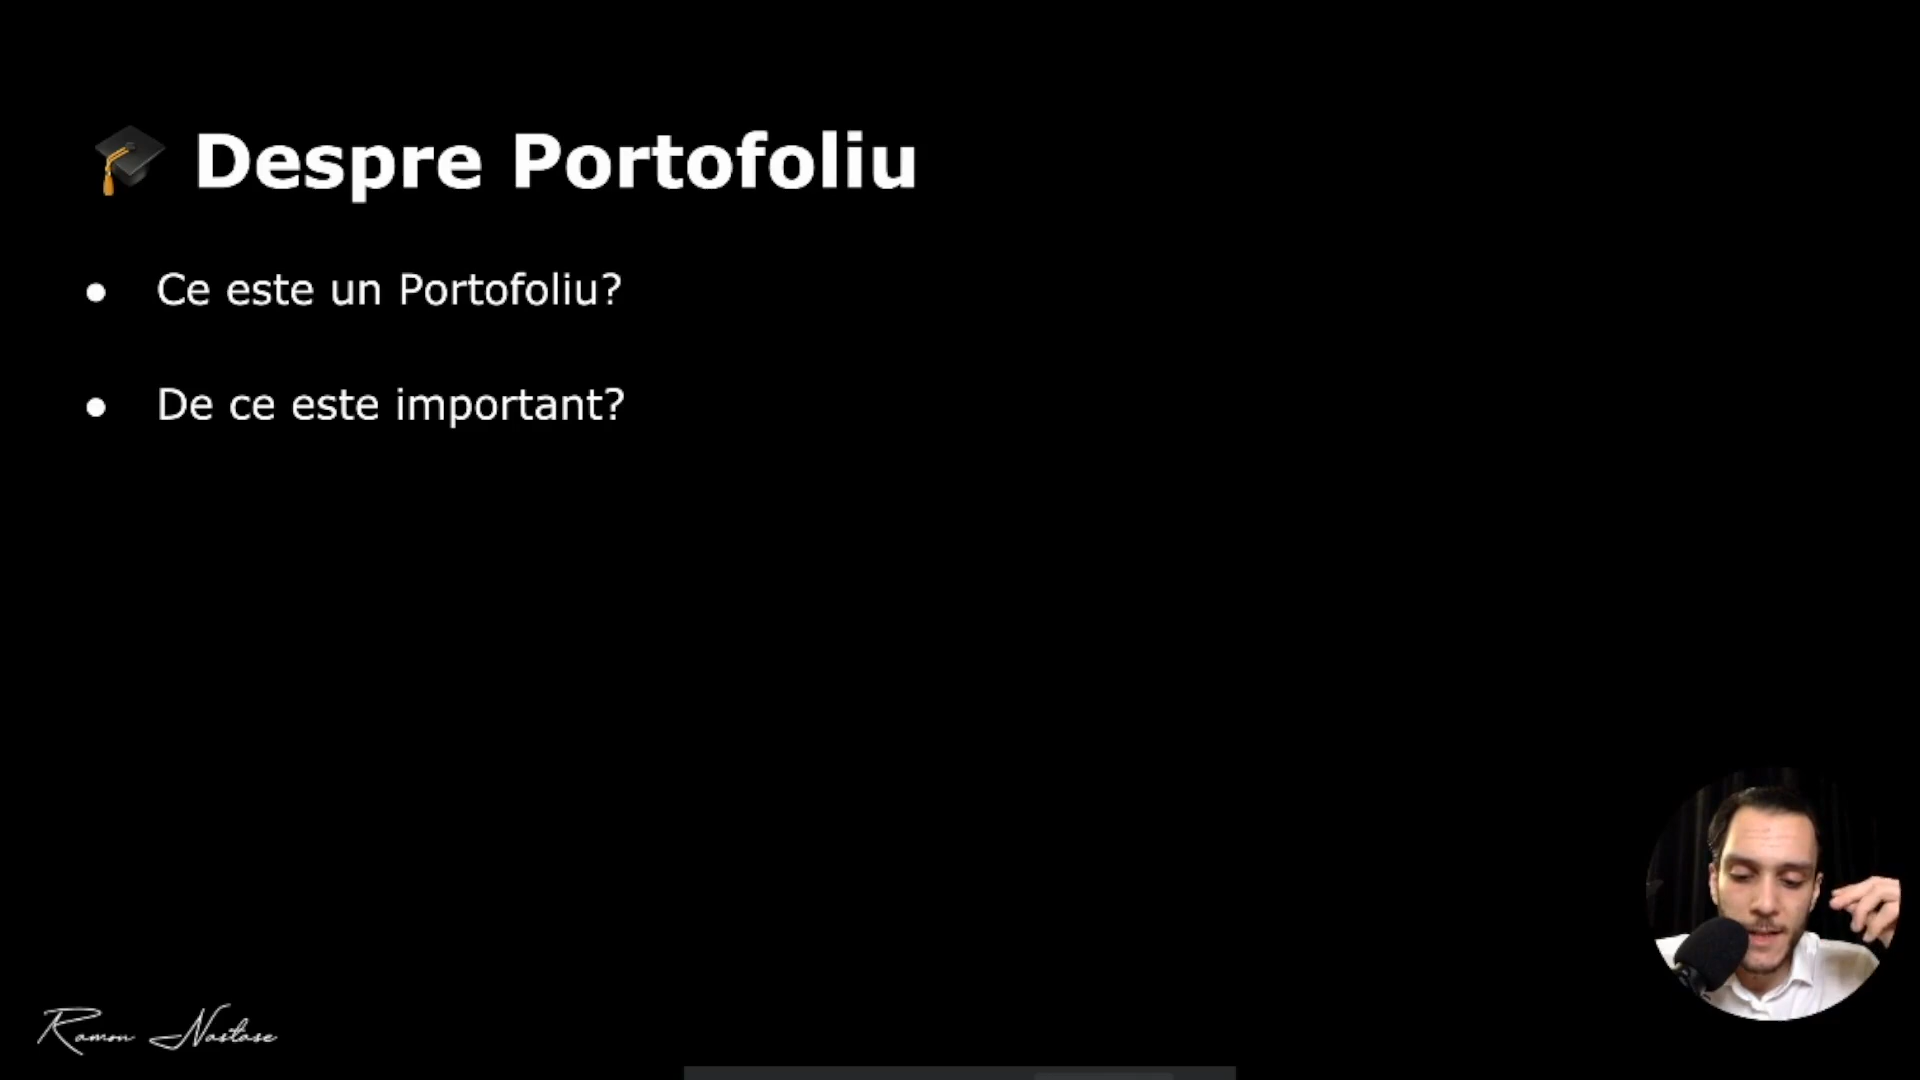 🎓 Despre Portofoliu
● Ce este un Portofoliu?
● De ce este important?
Ramon Nastase